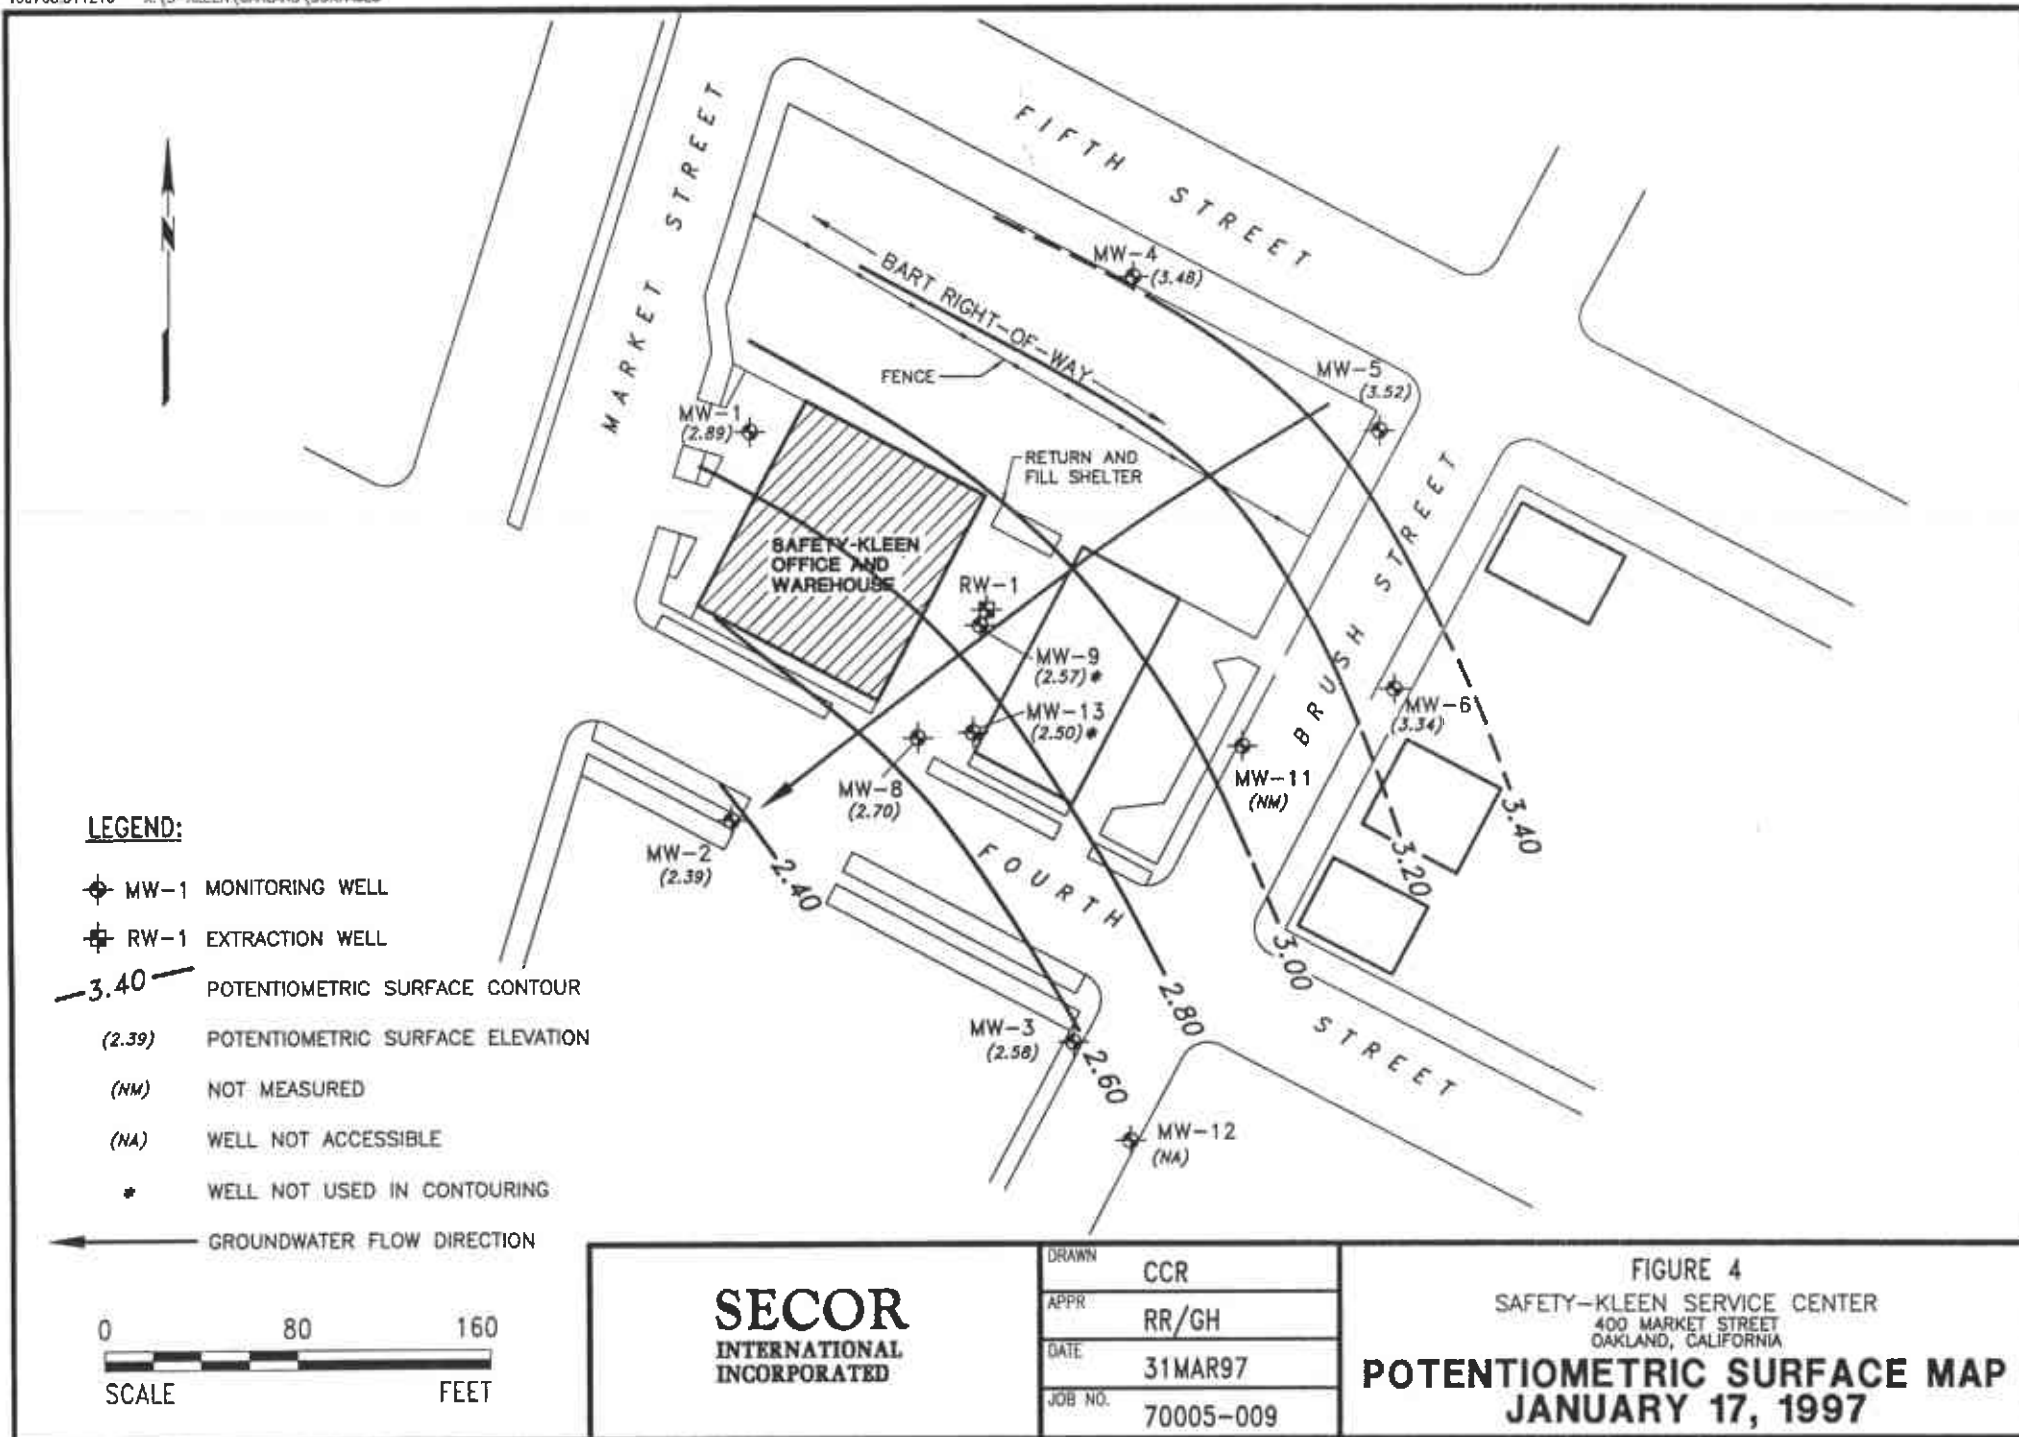 FIFTH STREET
MARKET STREET
MW-4
(3.48)
BART RIGHT-OF-WAY
FENCE
MW-5
(3.52)
MW-1
(2.89)
RETURN AND
FILL SHELTER
SAFETY-KLEEN
OFFICE AND
WAREHOUSE
RW-1
MW-9
(2.57)*
MW-13
(2.50)*
BRUSH STREET
MW-6
(3.34)
MW-11
(NM)
MW-8
(2.70)
MW-2
(2.39)
FOURTH STREET
3.40
3.20
3.00
2.80
2.60
2.40
MW-3
(2.58)
MW-12
(NA)
LEGEND:
MW-1 MONITORING WELL
RW-1 EXTRACTION WELL
3.40 POTENTIOMETRIC SURFACE CONTOUR
(2.39) POTENTIOMETRIC SURFACE ELEVATION
(NM) NOT MEASURED
(NA) WELL NOT ACCESSIBLE
* WELL NOT USED IN CONTOURING
GROUNDWATER FLOW DIRECTION
0 80 160
SCALE FEET
SECOR
INTERNATIONAL
INCORPORATED
DRAWN CCR
APPR RR/GH
DATE 31MAR97
JOB NO. 70005-009
FIGURE 4
SAFETY-KLEEN SERVICE CENTER
400 MARKET STREET
OAKLAND, CALIFORNIA
POTENTIOMETRIC SURFACE MAP
JANUARY 17, 1997
N